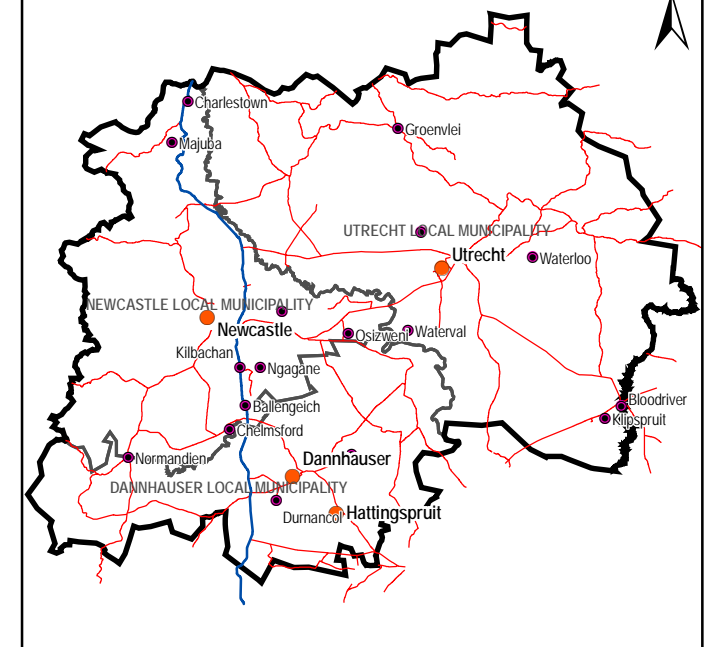 Charlestown
Groenvlei
Majuba
UTRECHT LOCAL MUNICIPALITY
Utrecht
Waterloo
NEWCASTLE LOCAL MUNICIPALITY
Newcastle
Osizweni
Waterval
Kilbachan
Ngagane
Ballengeich
Bloodriver
Klipspruit
Chelmsford
Normandien
Dannhauser
DANNHAUSER LOCAL MUNICIPALITY
Durnancol
Hattingspruit